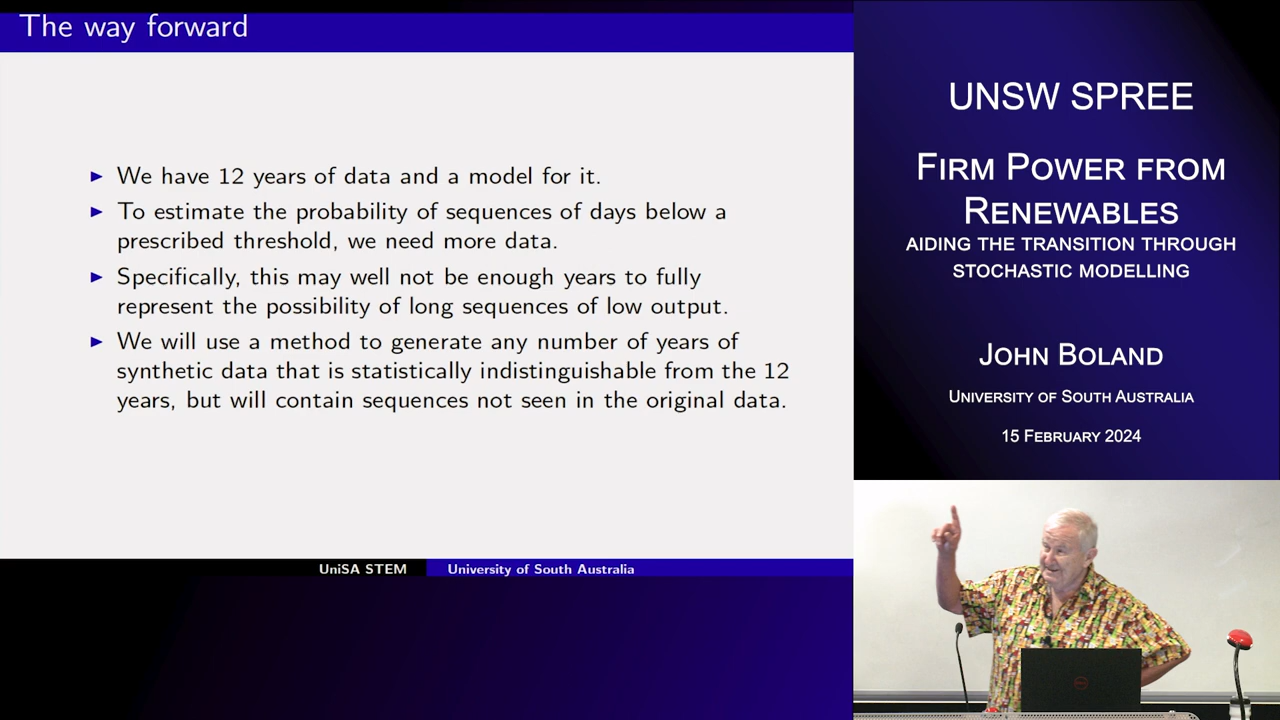 The way forward
We have 12 years of data and a model for it.
To estimate the probability of sequences of days below a
prescribed threshold, we need more data.
Specifically, this may well not be enough years to fully
represent the possibility of long sequences of low output.
We will use a method to generate any number of years of
synthetic data that is statistically indistinguishable from the 12
years, but will contain sequences not seen in the original data.
UniSA STEM
University of South Australia
UNSW SPREE
Firm Power from
Renewables
aiding the transition through
stochastic modelling
John Boland
University of South Australia
15 February 2024
DELL